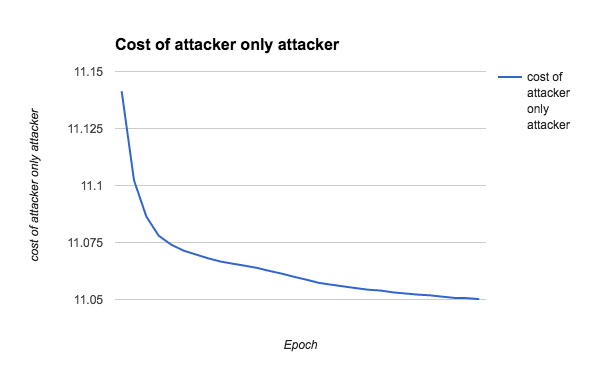 Cost of attacker only attacker
11.15
11.125
11.1
11.075
11.05
cost of attacker only attacker
Epoch
cost of
attacker
only
attacker